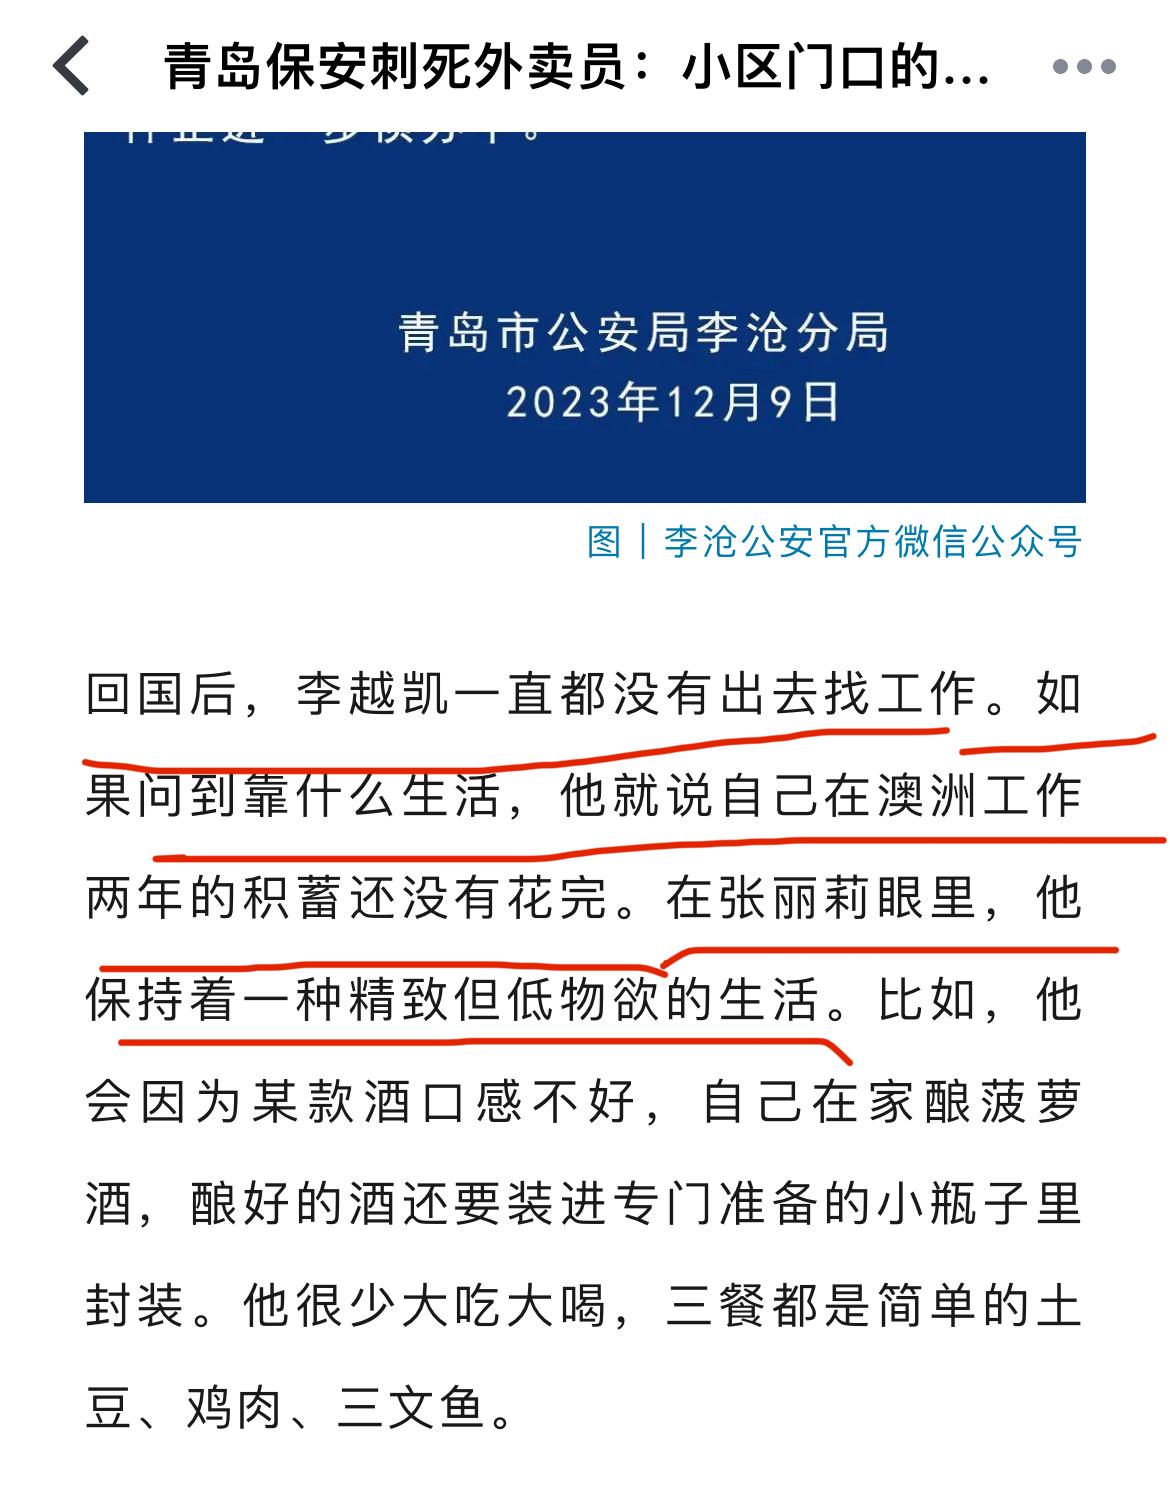 青岛保安刺死外卖员：小区门口的...
青岛市公安局李沧分局
2023年12月9日
图｜李沧公安官方微信公众号
回国后，李越凯一直都没有出去找工作。如
果问到靠什么生活，他就说自己在澳洲工作
两年的积蓄还没有花完。在张丽莉眼里，他
保持着一种精致但低物欲的生活。比如，他
会因为某款酒口感不好，自己在家酿菠萝
酒，酿好的酒还要装进专门准备的小瓶子里
封装。他很少大吃大喝，三餐都是简单的土
豆、鸡肉、三文鱼。